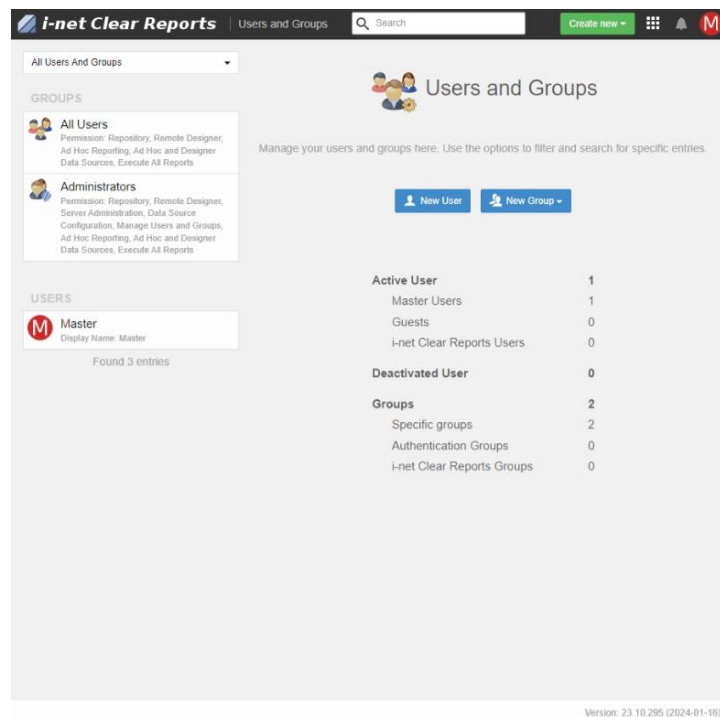 i-net Clear Reports
Users and Groups
Search
Create new
M
All Users And Groups
GROUPS
All Users
Permission: Repository, Remote Designer,
Ad Hoc Reporting, Ad Hoc and Designer
Data Sources, Execute All Reports
Administrators
Permission: Repository, Remote Designer,
Server Administration, Data Source
Configuration, Manage Users and Groups,
Ad Hoc Reporting, Ad Hoc and Designer
Data Sources, Execute All Reports
USERS
M
Master
Display Name: Master
Found 3 entries
Users and Groups
Manage your users and groups here. Use the options to filter and search for specific entries.
New User
New Group
Active User 1
Master Users 1
Guests 0
i-net Clear Reports Users 0
Deactivated User 0
Groups 2
Specific groups 2
Authentication Groups 0
i-net Clear Reports Groups 0
Version: 23.10.295 (2024-01-16)